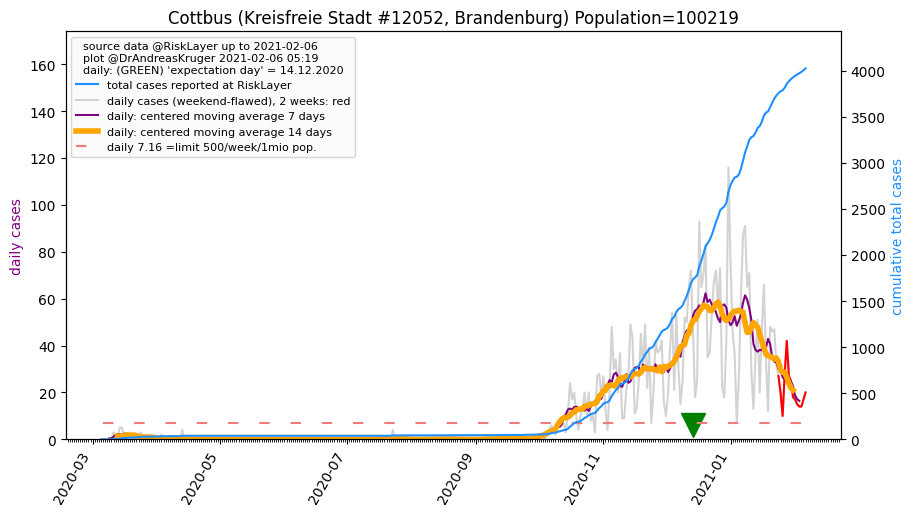 Cottbus (Kreisfreie Stadt #12052, Brandenburg) Population=100219
source data @RiskLayer up to 2021-02-06
plot @DrAndreasKruger 2021-02-06 05:19
daily: (GREEN) 'expectation day' = 14.12.2020
total cases reported at RiskLayer
daily cases (weekend-flawed), 2 weeks: red
daily: centered moving average 7 days
daily: centered moving average 14 days
daily 7.16 =limit 500/week/1mio pop.
daily cases
160
140
120
100
80
60
40
20
0
cumulative total cases
4000
3500
3000
2500
2000
1500
1000
500
0
2020-03
2020-05
2020-07
2020-09
2020-11
2021-01